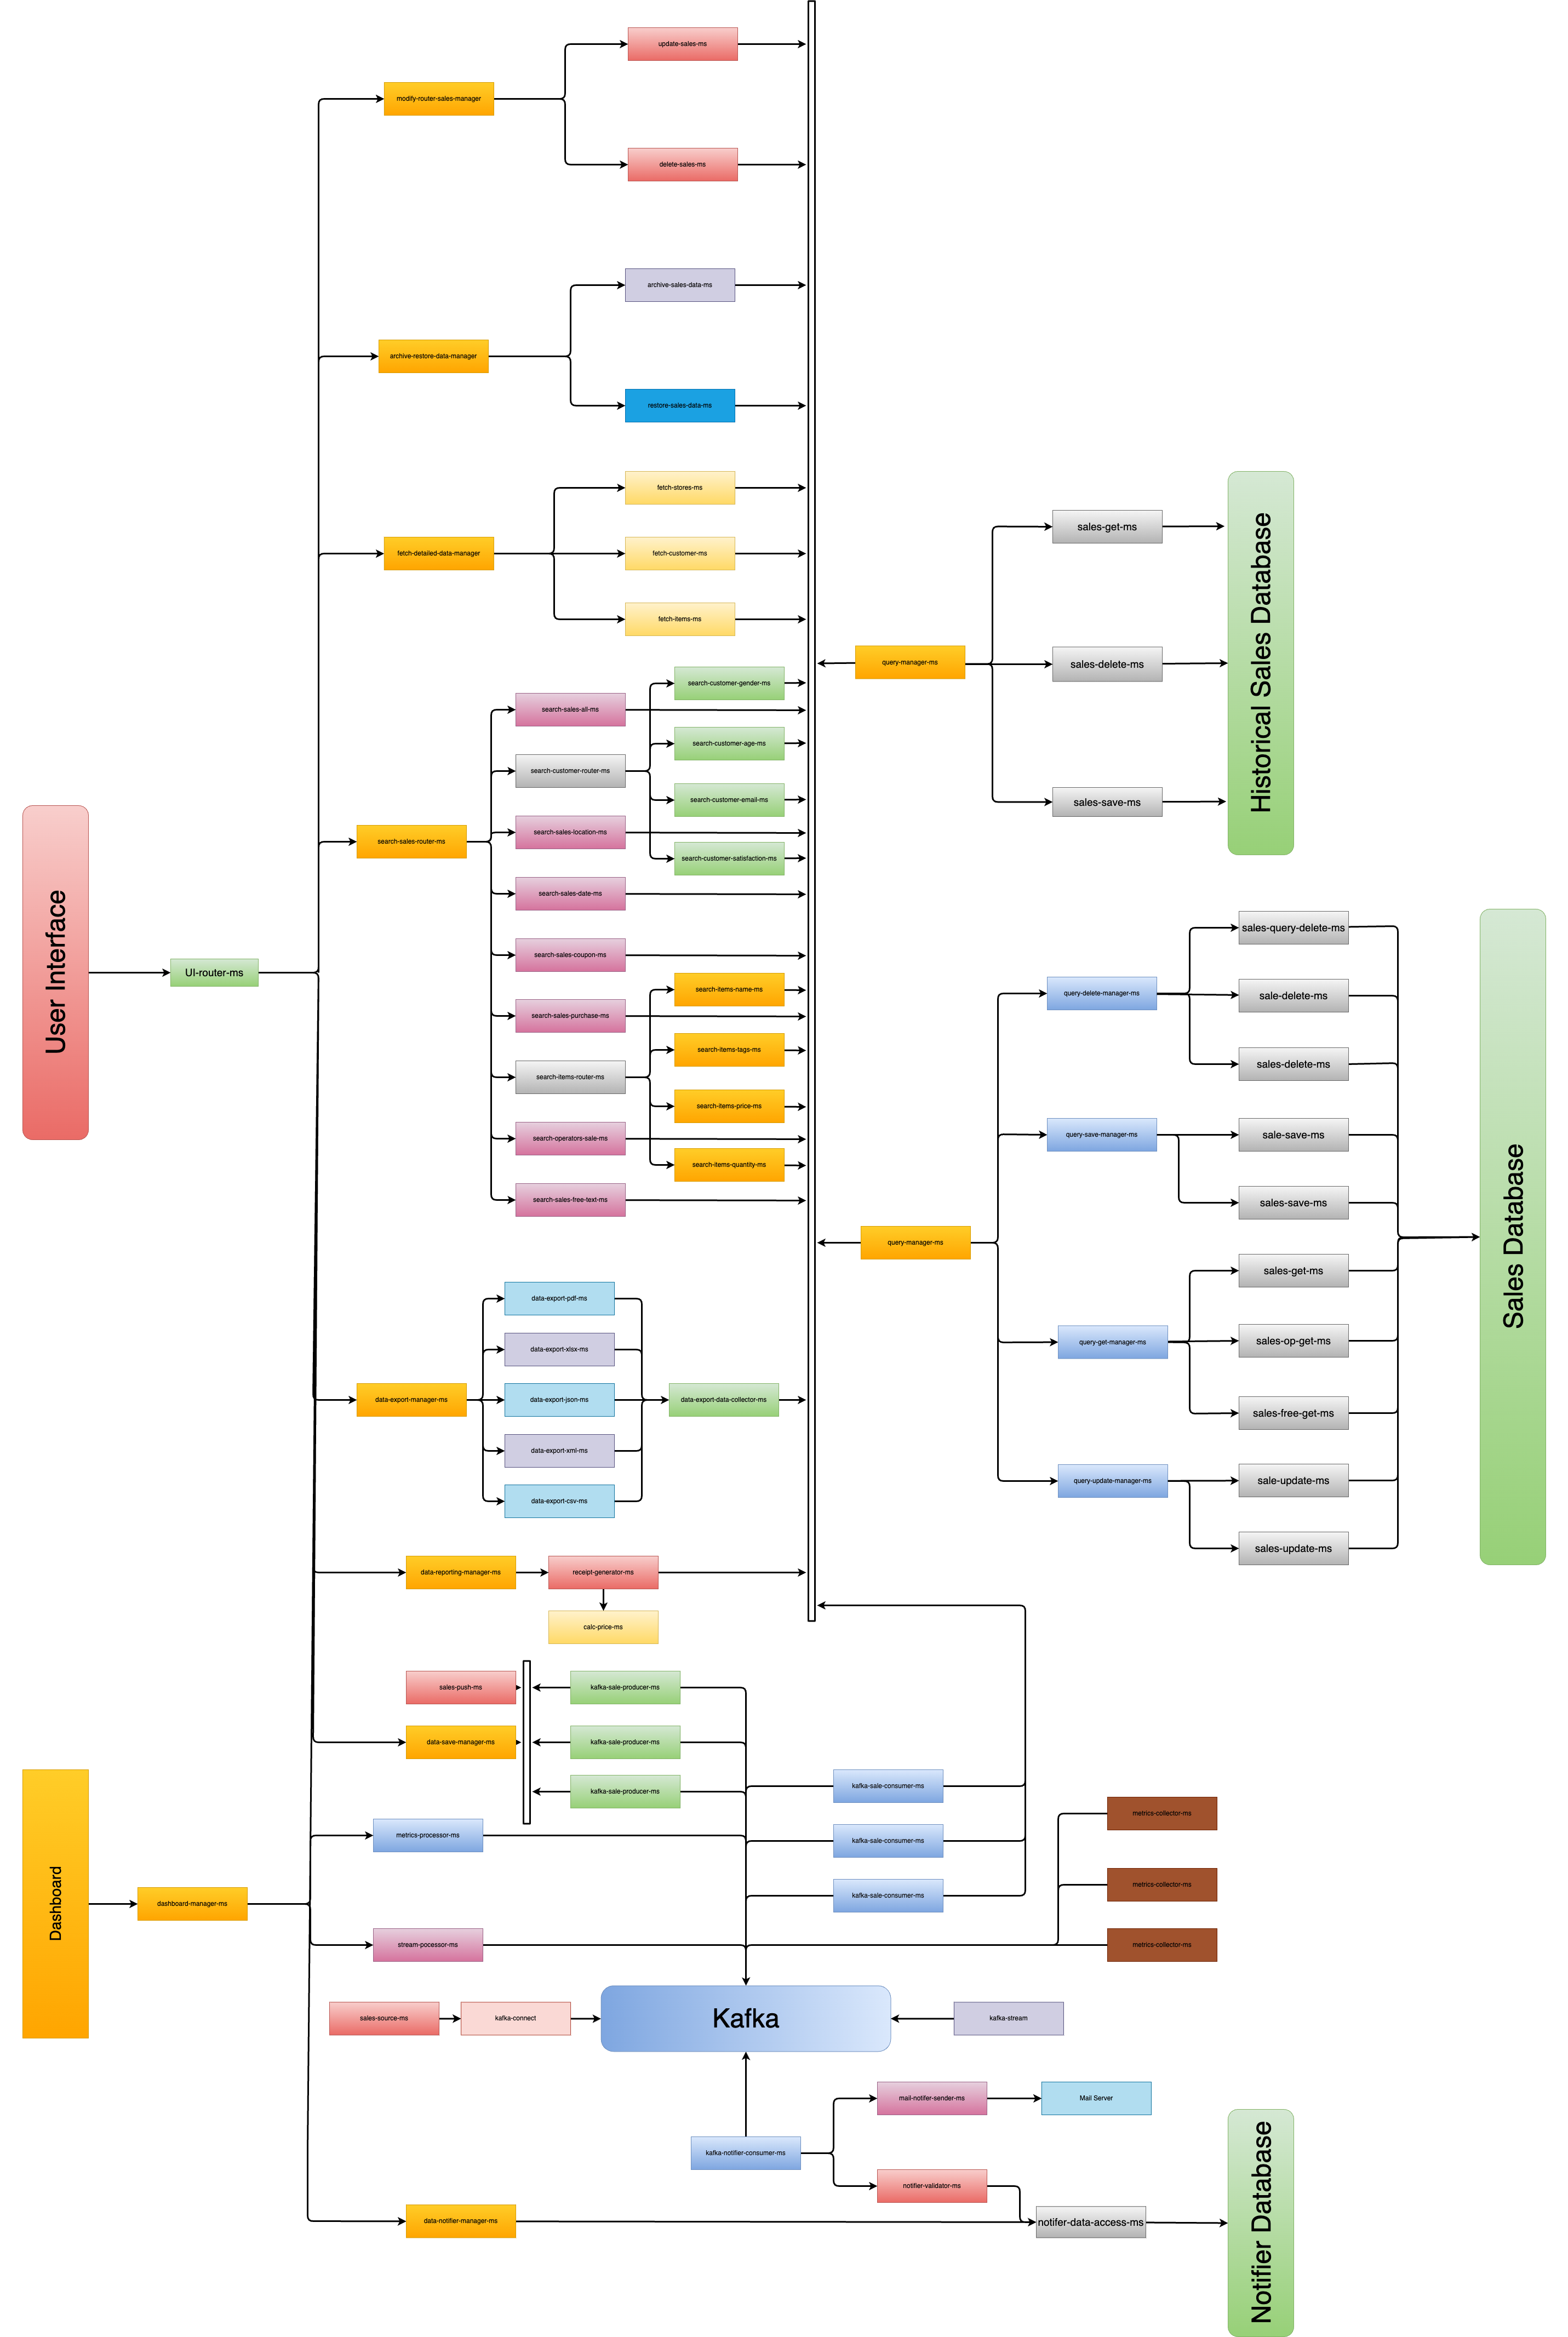 update-sales-ms
modify-router-sales-manager
delete-sales-ms
archive-sales-data-ms
archive-restore-data-manager
restore-sales-data-ms
fetch-stores-ms
fetch-detailed-data-manager
fetch-customer-ms
fetch-items-ms
search-customer-gender-ms
search-sales-all-ms
search-customer-age-ms
search-customer-router-ms
search-customer-email-ms
search-sales-location-ms
search-sales-router-ms
search-customer-satisfaction-ms
search-sales-date-ms
search-sales-coupon-ms
search-items-name-ms
search-sales-purchase-ms
search-items-tags-ms
search-items-router-ms
search-items-price-ms
search-operators-sale-ms
search-items-quantity-ms
search-sales-free-text-ms
User Interface
UI-router-ms
data-export-pdf-ms
data-export-xlsx-ms
data-export-manager-ms
data-export-json-ms
data-export-data-collector-ms
data-export-xml-ms
data-export-csv-ms
data-reporting-manager-ms
receipt-generator-ms
calc-price-ms
sales-get-ms
query-manager-ms
sales-delete-ms
sales-save-ms
Historical Sales Database
sales-query-delete-ms
query-delete-manager-ms
sale-delete-ms
sales-delete-ms
query-save-manager-ms
sale-save-ms
sales-save-ms
query-manager-ms
sales-get-ms
query-get-manager-ms
sales-op-get-ms
sales-free-get-ms
query-update-manager-ms
sale-update-ms
sales-update-ms
Sales Database
sales-push-ms
kafka-sale-producer-ms
data-save-manager-ms
kafka-sale-producer-ms
kafka-sale-producer-ms
kafka-sale-consumer-ms
metrics-collector-ms
metrics-processor-ms
kafka-sale-consumer-ms
metrics-collector-ms
kafka-sale-consumer-ms
Dashboard
dashboard-manager-ms
stream-pocessor-ms
metrics-collector-ms
sales-source-ms
kafka-connect
Kafka
kafka-stream
mail-notifer-sender-ms
Mail Server
kafka-notifier-consumer-ms
notifier-validator-ms
data-notifier-manager-ms
notifer-data-access-ms
Notifier Database